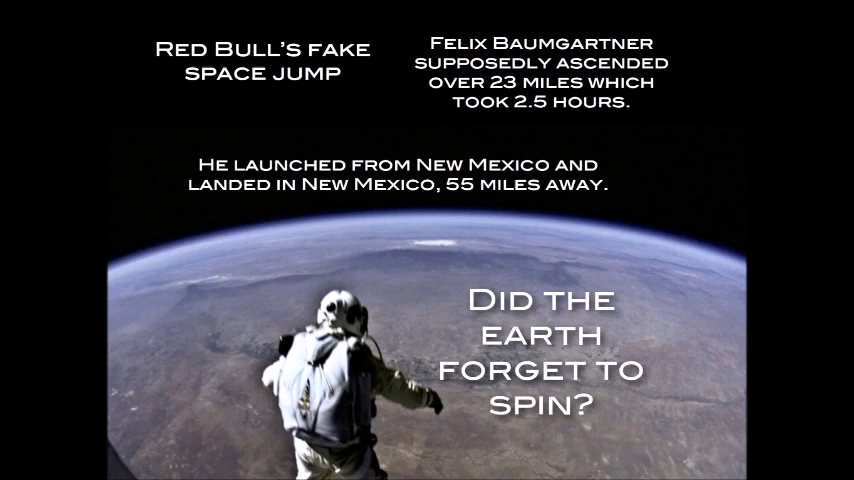 Red Bull's fake
space jump
Felix Baumgartner
supposedly ascended
over 23 miles which
took 2.5 hours.
He launched from New Mexico and
landed in New Mexico, 55 miles away.
Did the
earth
forget to
spin?